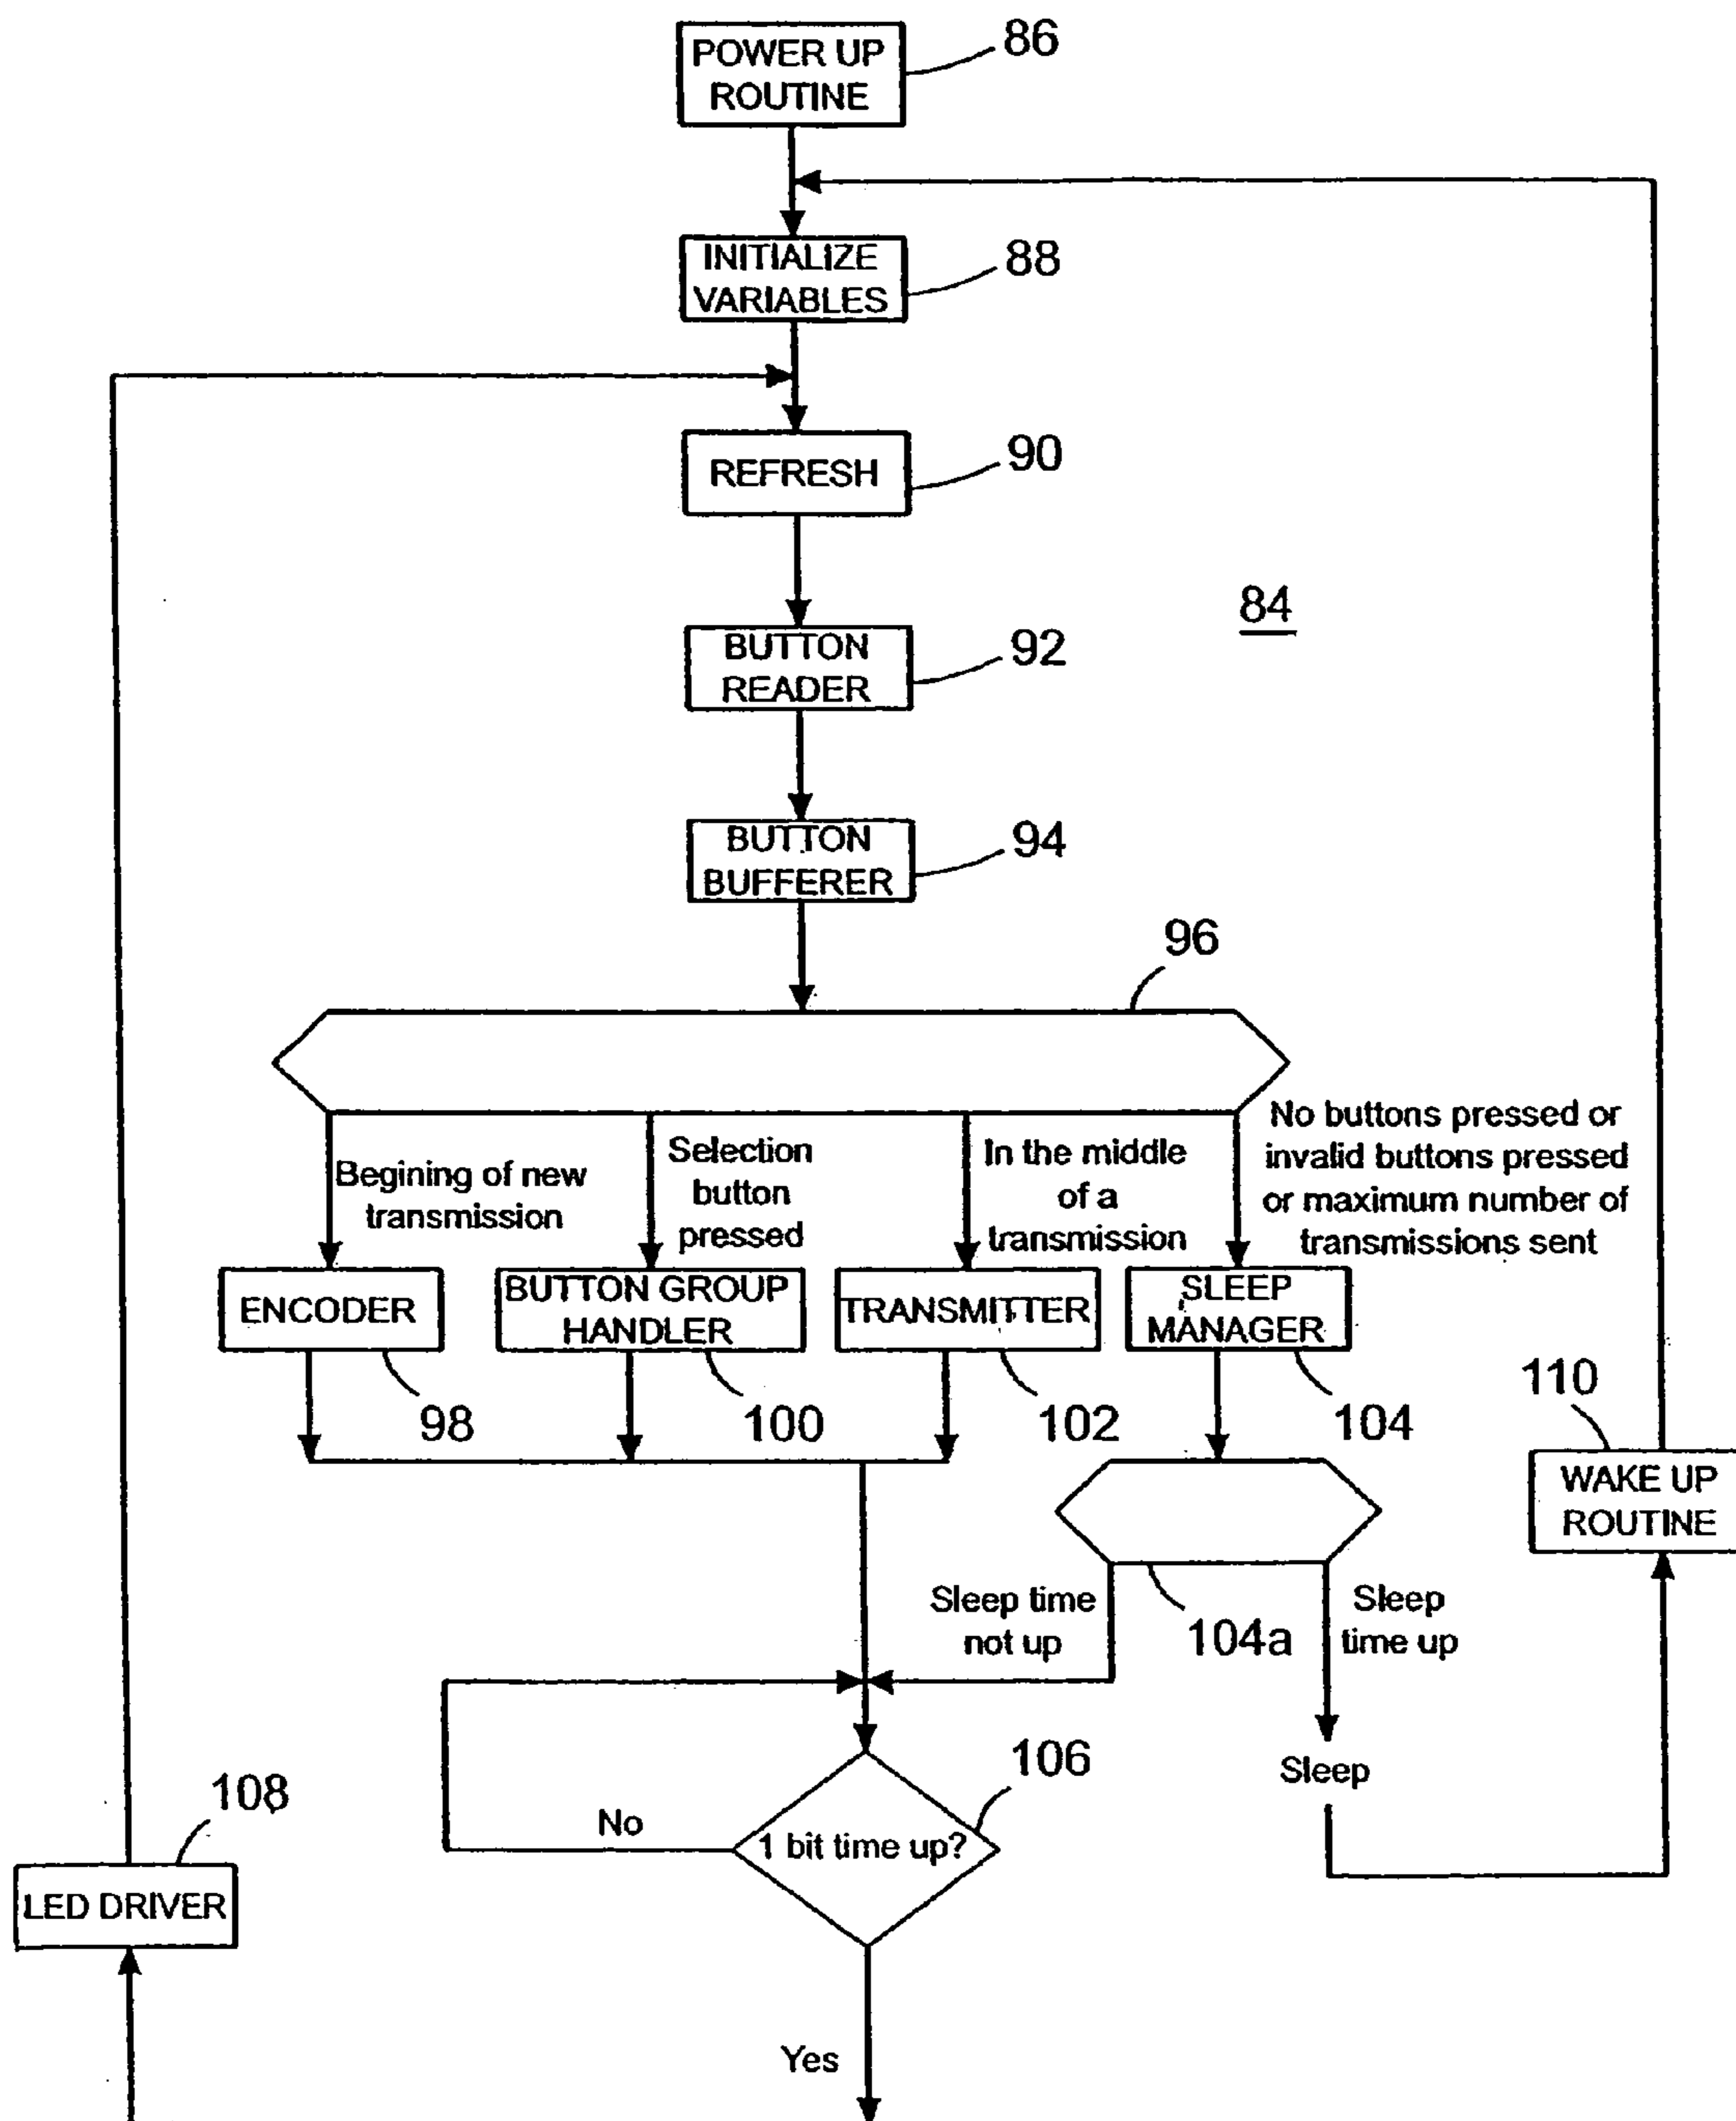 POWER UP
ROUTINE
86
INITIALIZE
VARIABLES
88
REFRESH
90
84
BUTTON
READER
92
BUTTON
BUFFERER
94
96
Begining of new
transmission
Selection
button
pressed
In the middle
of a
transmission
No buttons pressed or
invalid buttons pressed
or maximum number of
transmissions sent
ENCODER
98
BUTTON GROUP
HANDLER
100
TRANSMITTER
102
SLEEP
MANAGER
104
110
WAKE UP
ROUTINE
Sleep time
not up
104a
Sleep
time up
Sleep
106
1 bit time up?
No
108
LED DRIVER
Yes